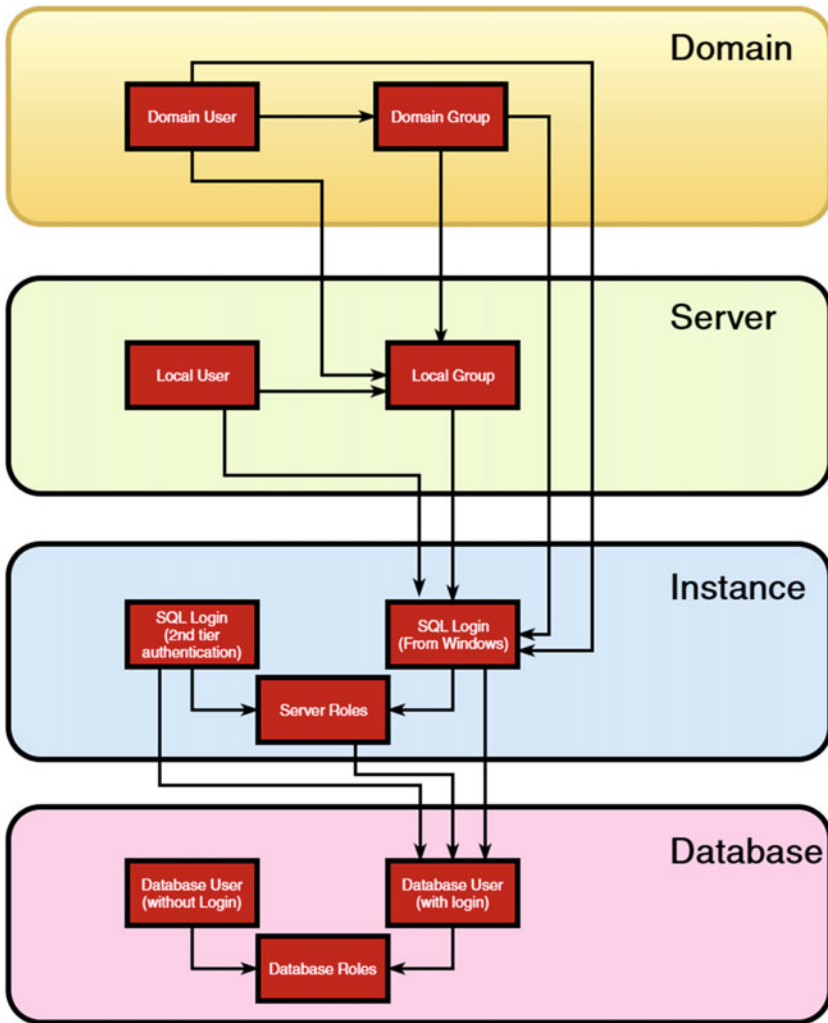 Domain
Domain User
Domain Group
Server
Local User
Local Group
Instance
SQL Login
(2nd tier
authentication)
SQL Login
(From Windows)
Server Roles
Database
Database User
(without Login)
Database User
(with login)
Database Roles